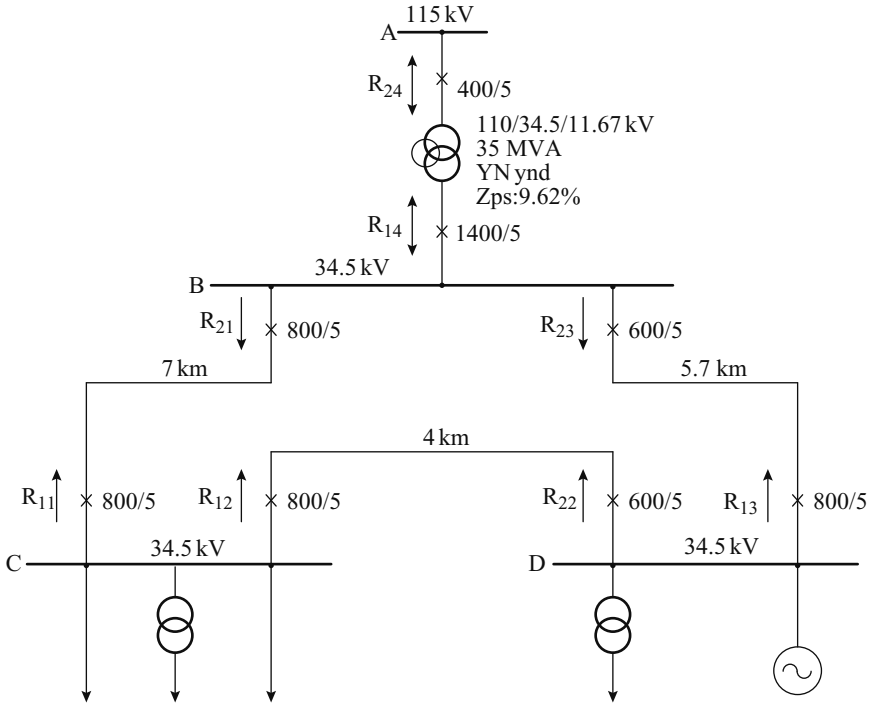 115 kV
A
R24
400/5
110/34.5/11.67 kV
35 MVA
YN ynd
Zps:9.62%
R14
1400/5
34.5 kV
B
R21
800/5
R23
600/5
7 km
5.7 km
4 km
R11
800/5
R12
800/5
R22
600/5
R13
800/5
C
34.5 kV
D
34.5 kV